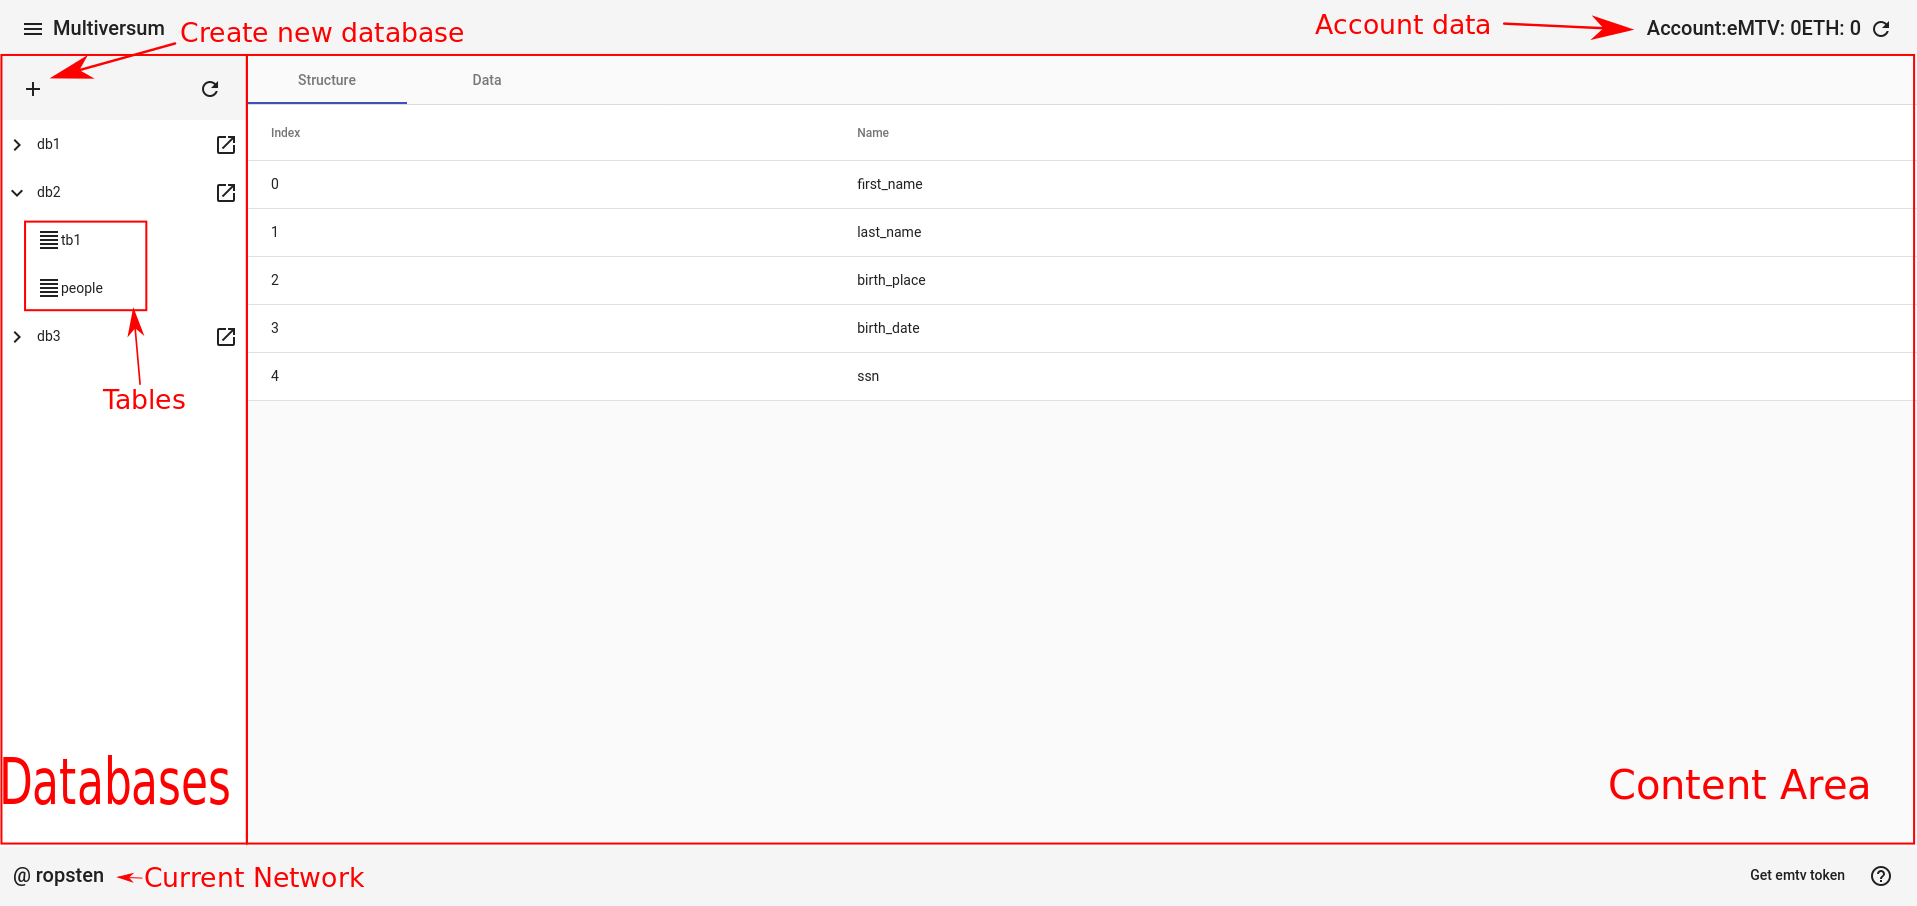 Multiversum
Create new database
Account data
Account:eMTV: 0ETH: 0
Structure Data
Index Name
db1
0 first_name
db2
1 last_name
tb1
2 birth_place
people
3 birth_date
db3
4 ssn
Tables
Databases
Content Area
@ ropsten
Current Network
Get emtv token